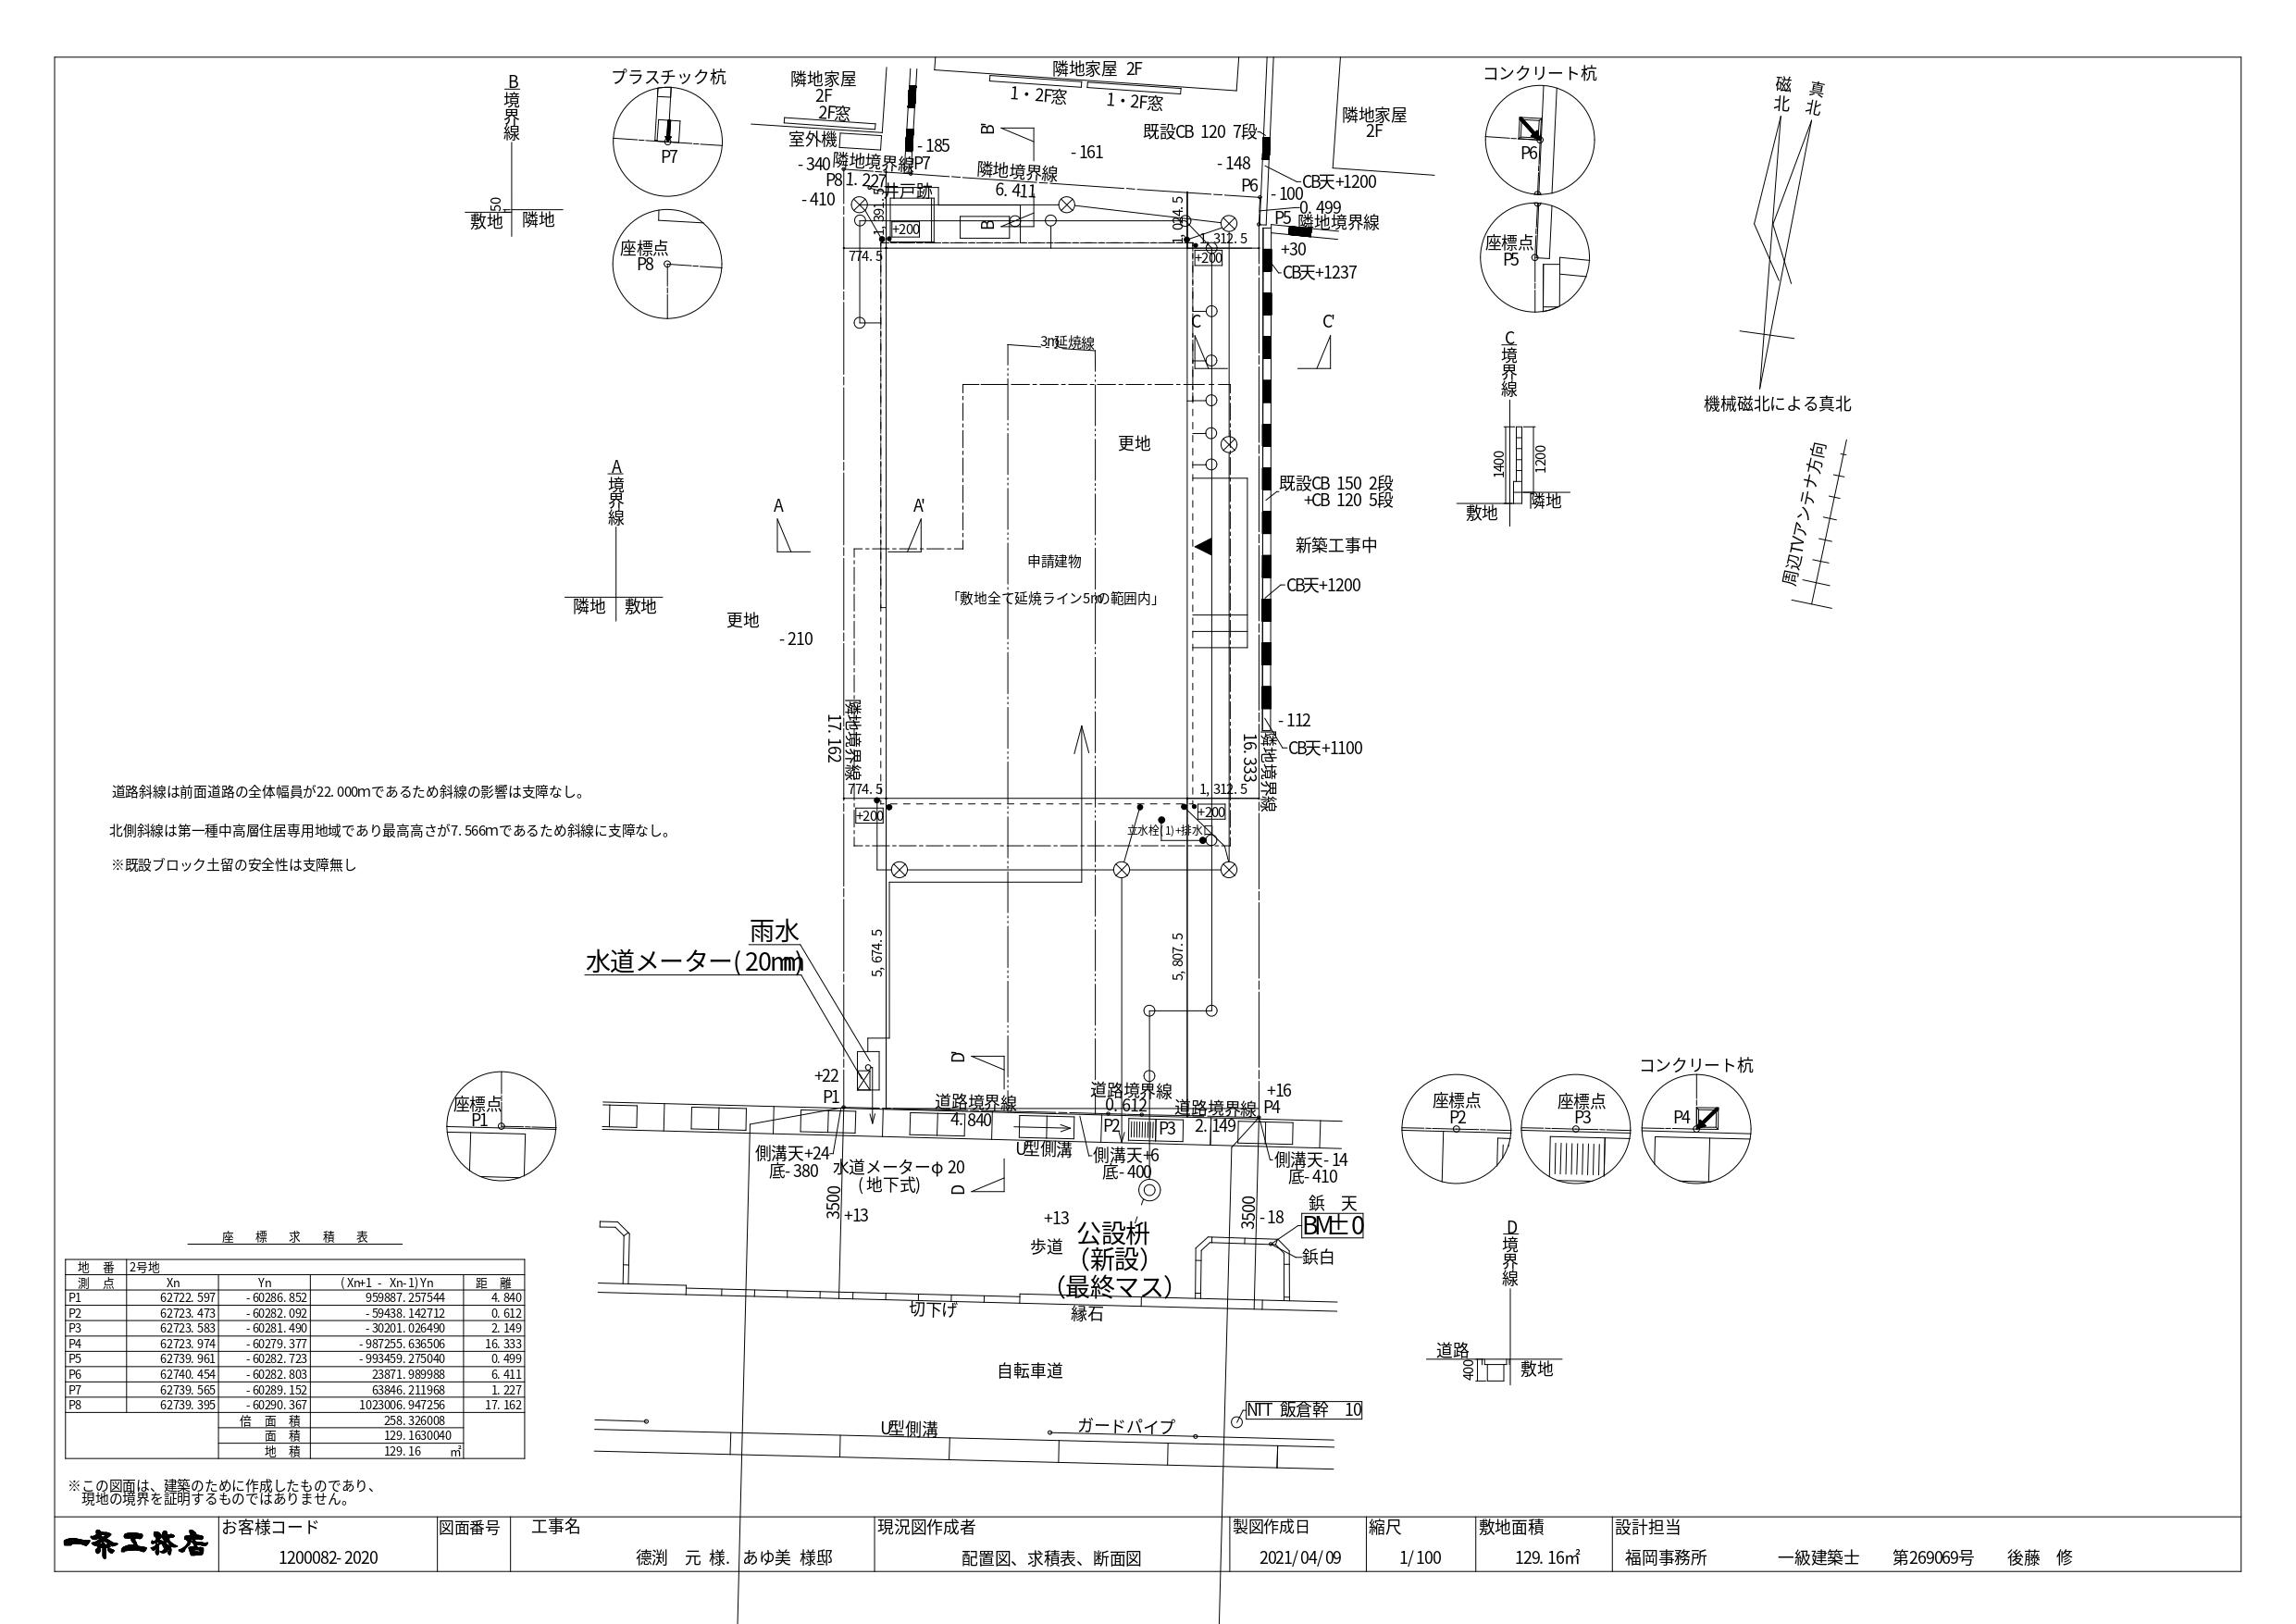 B
境界線
50
敷地
隣地
プラスチック杭
P7
座標点
P8
隣地家屋
2F
2F窓
室外機
隣地家屋 2F
1・2F窓
1・2F窓
隣地家屋
2F
既設CB 120 7段
B'
B
-185
-161
-148
-340
隣地境界線
P7
P8
1.227
-410
隣地境界線
6.411
井戸跡
P6
-100
CB天+1200
0.499
P5
隣地境界線
+200
774.5
1,024.5
1,312.5
+200
+30
CB天+1237
コンクリート杭
P6
座標点
P5
磁北
真北
機械磁北による真北
周辺TVアンテナ方向
C
境界線
1400
1200
敷地
隣地
C
C'
3m延焼線
更地
A
境界線
隣地
敷地
A
A'
既設CB 150 2段
+CB 120 5段
新築工事中
CB天+1200
申請建物
「敷地全て延焼ライン5mの範囲内」
更地
-210
隣地境界線
17.162
-112
CB天+1100
隣地境界線
16.333
774.5
1,312.5
+200
+200
立水栓(1)+排水
道路斜線は前面道路の全体幅員が22.000mであるため斜線の影響は支障なし。
北側斜線は第一種中高層住居専用地域であり最高高さが7.566mであるため斜線に支障なし。
※既設ブロック土留の安全性は支障無し
雨水
水道メーター(20mm)
5,674.5
5,807.5
D'
+22
P1
道路境界線
4.840
道路境界線
0.612
P2
P3
道路境界線
2.149
+16
P4
座標点
P1
座標点
P2
座標点
P3
コンクリート杭
P4
側溝天+24
底-380
水道メーターφ20
(地下式)
U型側溝
側溝天+6
底-400
側溝天-14
底-410
D
3500
+13
+13
歩道
公設枡
(新設)
(最終マス)
3500
-18
鋲 天
BM±0
鋲白
切下げ
縁石
自転車道
NTT 飯倉幹 10
U型側溝
ガードパイプ
D
境界線
道路
400
敷地
座標求積表
地番 2号地
測点 Xn Yn (Xn+1 - Xn-1)Yn 距離
P1 62722.597 -60286.852 959887.257544 4.840
P2 62723.473 -60282.092 -59438.142712 0.612
P3 62723.583 -60281.490 -30201.026490 2.149
P4 62723.974 -60279.377 -987255.636506 16.333
P5 62739.961 -60282.723 -993459.275040 0.499
P6 62740.454 -60282.803 23871.989988 6.411
P7 62739.565 -60289.152 63846.211968 1.227
P8 62739.395 -60290.367 1023006.947256 17.162
倍面積 258.326008
面積 129.1630040
地積 129.16 ㎡
※この図面は、建築のために作成したものであり、
現地の境界を証明するものではありません。
一条工務店
お客様コード
1200082-2020
図面番号
工事名
德渕 元 様. あゆ美 様邸
現況図作成者
配置図、求積表、断面図
製図作成日
2021/04/09
縮尺
1/100
敷地面積
129.16㎡
設計担当
福岡事務所 一級建築士 第269069号 後藤 修